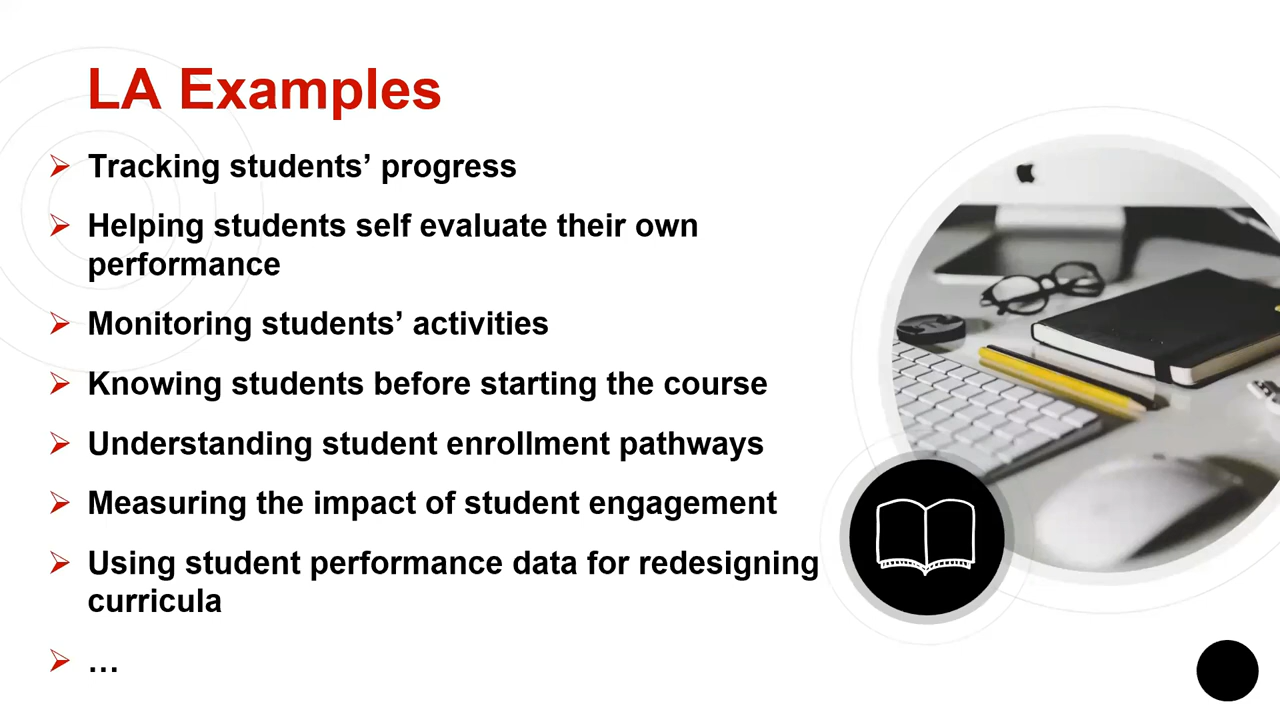 LA Examples
Tracking students’ progress
Helping students self evaluate their own
performance
Monitoring students’ activities
Knowing students before starting the course
Understanding student enrollment pathways
Measuring the impact of student engagement
Using student performance data for redesigning
curricula
…